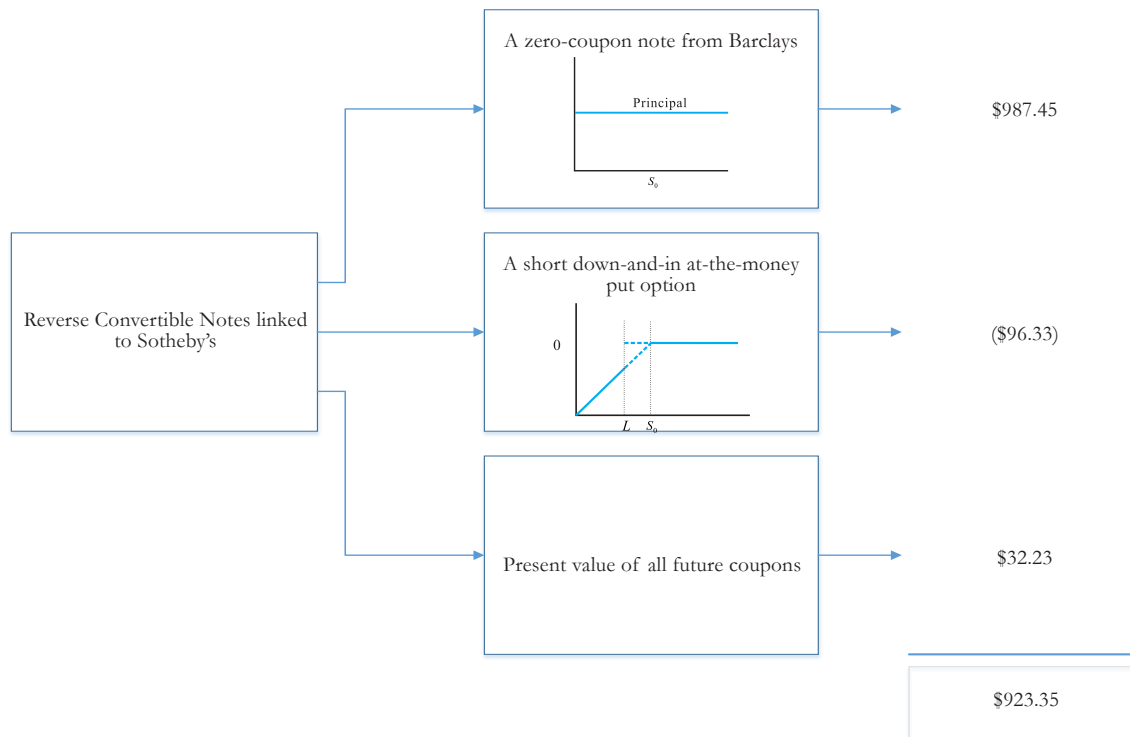 A zero-coupon note from Barclays
Principal
S₀
$987.45
Reverse Convertible Notes linked
to Sotheby's
A short down-and-in at-the-money
put option
0
L S₀
($96.33)
Present value of all future coupons
$32.23
$923.35